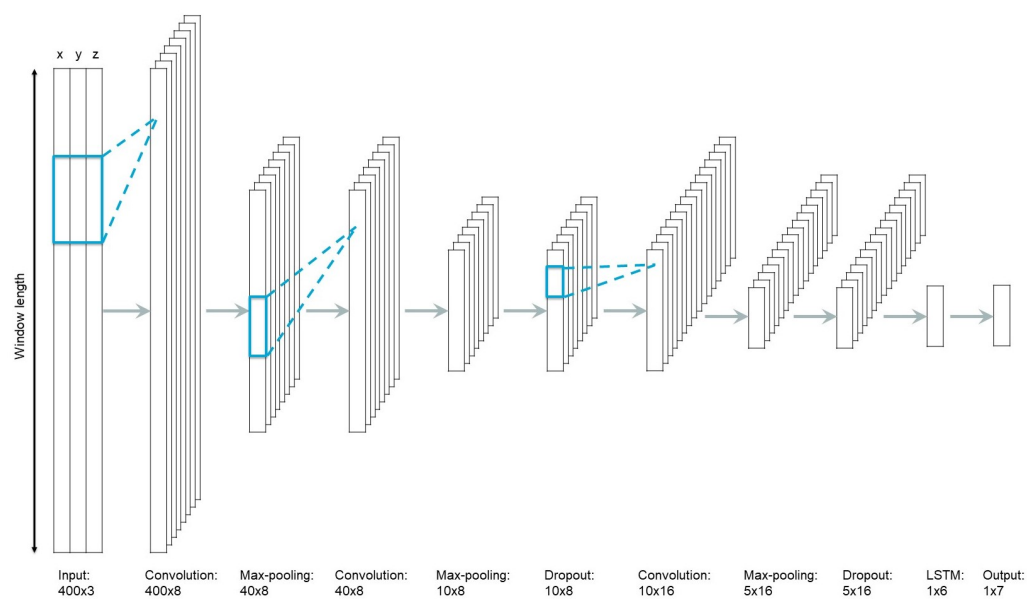 x y z
Window length
Input:
400x3
Convolution:
400x8
Max-pooling:
40x8
Convolution:
40x8
Max-pooling:
10x8
Dropout:
10x8
Convolution:
10x16
Max-pooling:
5x16
Dropout:
5x16
LSTM:
1x6
Output:
1x7